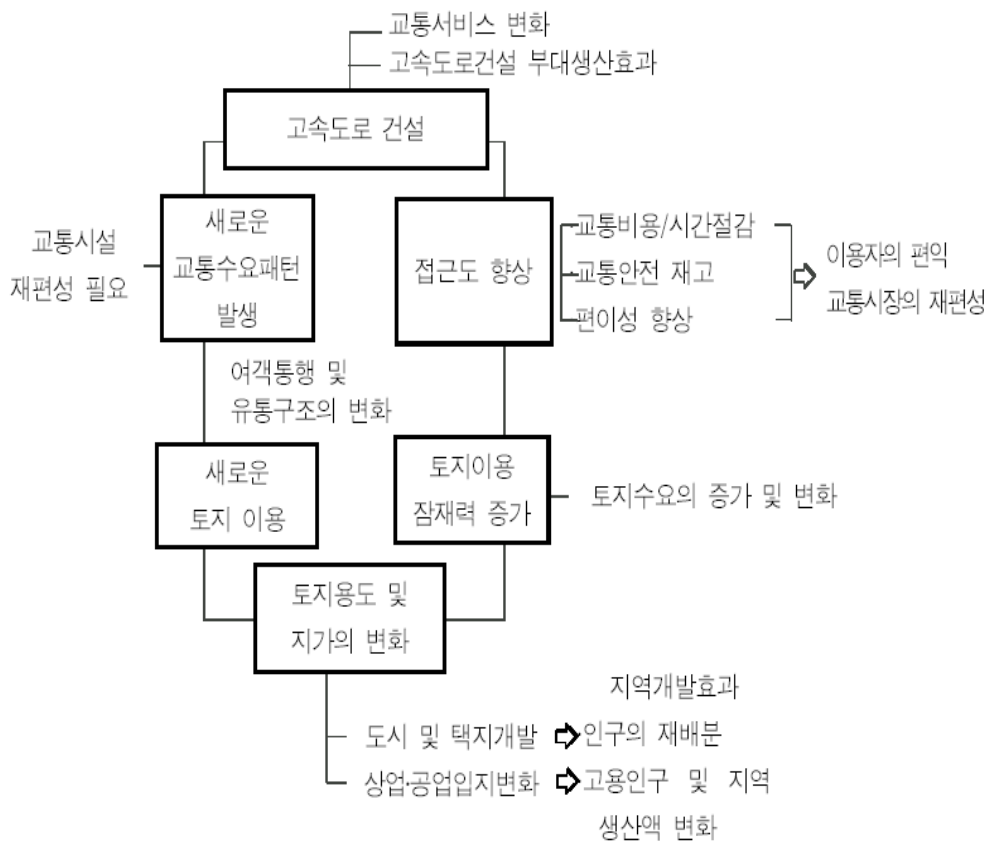 교통서비스 변화
고속도로건설 부대생산효과
고속도로 건설
새로운
교통수요패턴
발생
교통시설
재편성 필요
접근도 향상
교통비용/시간절감
교통안전 재고
편이성 향상
이용자의 편익
교통시장의 재편성
여객통행 및
유통구조의 변화
새로운
토지 이용
토지이용
잠재력 증가
토지수요의 증가 및 변화
토지용도 및
지가의 변화
지역개발효과
도시 및 택지개발
인구의 재배분
상업·공업입지변화
고용인구 및 지역
생산액 변화